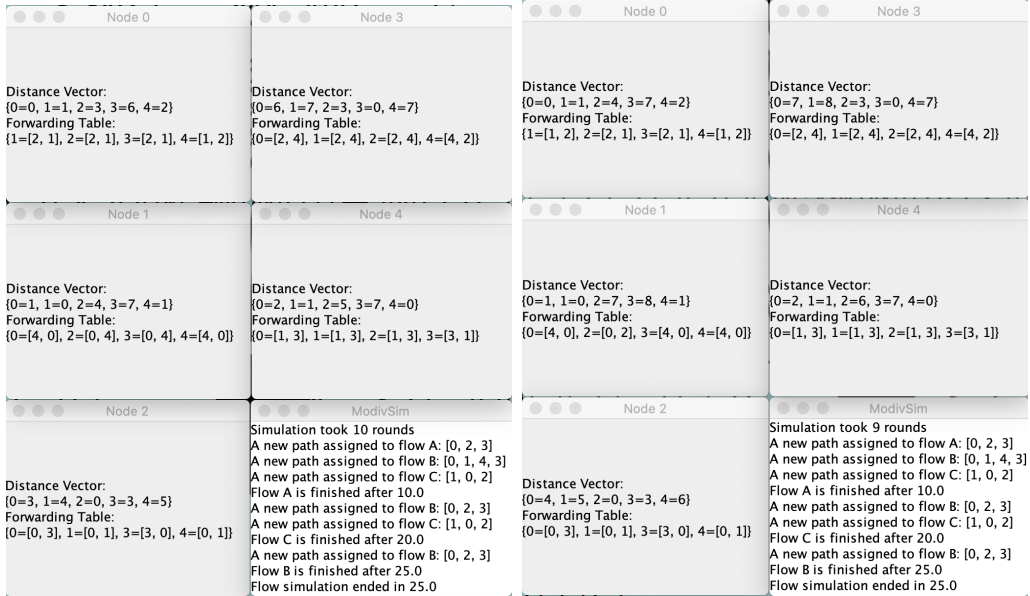 Node 0
Distance Vector:
{0=0, 1=1, 2=3, 3=6, 4=2}
Forwarding Table:
{1=[2, 1], 2=[2, 1], 3=[2, 1], 4=[1, 2]}
Node 3
Distance Vector:
{0=6, 1=7, 2=3, 3=0, 4=7}
Forwarding Table:
{0=[2, 4], 1=[2, 4], 2=[2, 4], 4=[4, 2]}
Node 1
Distance Vector:
{0=1, 1=0, 2=4, 3=7, 4=1}
Forwarding Table:
{0=[4, 0], 2=[0, 4], 3=[0, 4], 4=[4, 0]}
Node 4
Distance Vector:
{0=2, 1=1, 2=5, 3=7, 4=0}
Forwarding Table:
{0=[1, 3], 1=[1, 3], 2=[1, 3], 3=[3, 1]}
Node 2
Distance Vector:
{0=3, 1=4, 2=0, 3=3, 4=5}
Forwarding Table:
{0=[0, 3], 1=[0, 1], 3=[3, 0], 4=[0, 1]}
ModivSim
Simulation took 10 rounds
A new path assigned to flow A: [0, 2, 3]
A new path assigned to flow B: [0, 1, 4, 3]
A new path assigned to flow C: [1, 0, 2]
Flow A is finished after 10.0
A new path assigned to flow B: [0, 2, 3]
A new path assigned to flow C: [1, 0, 2]
Flow C is finished after 20.0
A new path assigned to flow B: [0, 2, 3]
Flow B is finished after 25.0
Flow simulation ended in 25.0
Node 0
Distance Vector:
{0=0, 1=1, 2=4, 3=7, 4=2}
Forwarding Table:
{1=[1, 2], 2=[2, 1], 3=[2, 1], 4=[1, 2]}
Node 3
Distance Vector:
{0=7, 1=8, 2=3, 3=0, 4=7}
Forwarding Table:
{0=[2, 4], 1=[2, 4], 2=[2, 4], 4=[4, 2]}
Node 1
Distance Vector:
{0=1, 1=0, 2=7, 3=8, 4=1}
Forwarding Table:
{0=[4, 0], 2=[0, 2], 3=[4, 0], 4=[4, 0]}
Node 4
Distance Vector:
{0=2, 1=1, 2=6, 3=7, 4=0}
Forwarding Table:
{0=[1, 3], 1=[1, 3], 2=[1, 3], 3=[3, 1]}
Node 2
Distance Vector:
{0=4, 1=5, 2=0, 3=3, 4=6}
Forwarding Table:
{0=[0, 3], 1=[0, 1], 3=[3, 0], 4=[0, 1]}
ModivSim
Simulation took 9 rounds
A new path assigned to flow A: [0, 2, 3]
A new path assigned to flow B: [0, 1, 4, 3]
A new path assigned to flow C: [1, 0, 2]
Flow A is finished after 10.0
A new path assigned to flow B: [0, 2, 3]
A new path assigned to flow C: [1, 0, 2]
Flow C is finished after 20.0
A new path assigned to flow B: [0, 2, 3]
Flow B is finished after 25.0
Flow simulation ended in 25.0